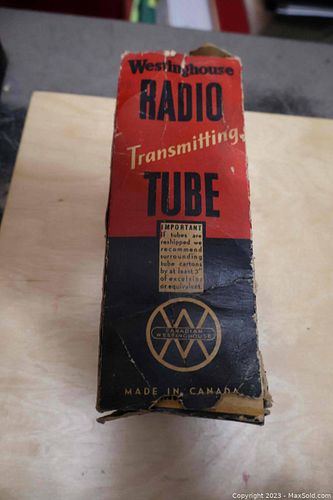 Westinghouse
RADIO
Transmitting
TUBE
IMPORTANT
If tubes are
reshipped we
recommend
surrounding
tube cartons
by at least 3"
of excelsior
or equivalent.
CANADIAN
WESTINGHOUSE
MADE IN CANADA
Copyright 2023 - MaxSold.com